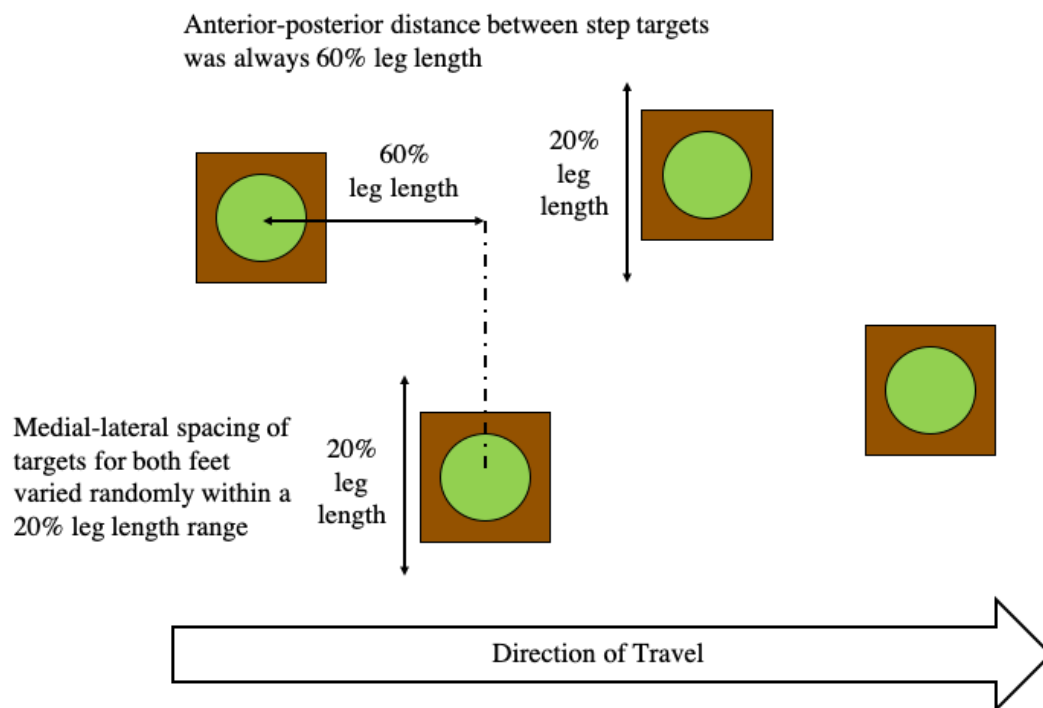 Anterior-posterior distance between step targets
was always 60% leg length
60%
leg length
20%
leg
length
Medial-lateral spacing of
targets for both feet
varied randomly within a
20% leg length range
20%
leg
length
Direction of Travel